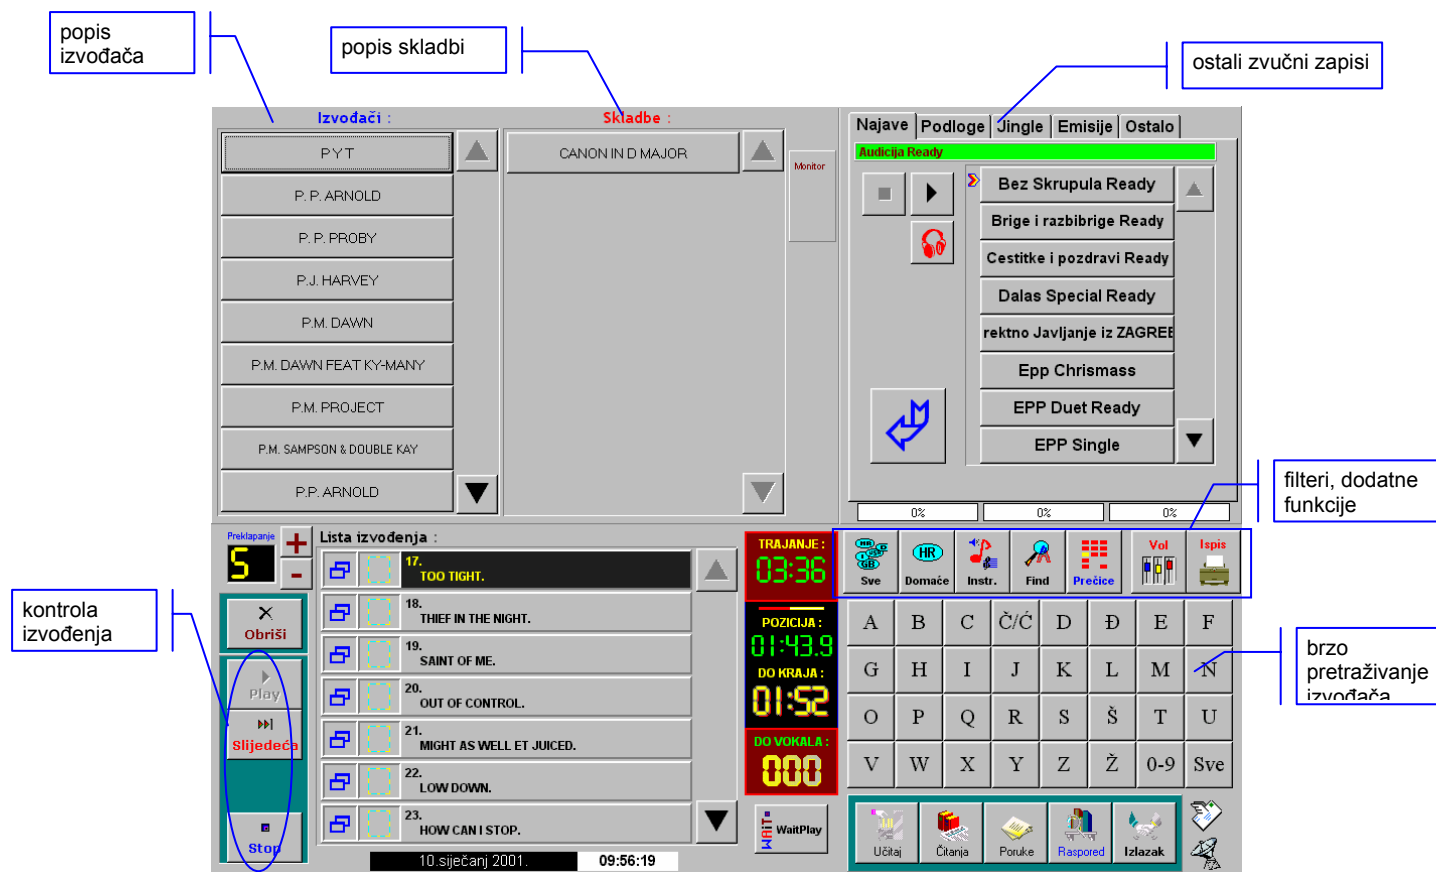 popis
izvođača
popis skladbi
ostali zvučni zapisi
Izvođači :
Skladbe :
PYT
P. P. ARNOLD
P. P. PROBY
P.J. HARVEY
P.M. DAWN
P.M. DAWN FEAT KY-MANY
P.M. PROJECT
P.M. SAMPSON & DOUBLE KAY
P.P. ARNOLD
CANON IN D MAJOR
Monitor
Najave Podloge Jingle Emisije Ostalo
Audicija Ready
Bez Skrupula Ready
Brige i razbibrige Ready
Cestitke i pozdravi Ready
Dalas Special Ready
rektno Javljanje iz ZAGREB
Epp Chrismass
EPP Duet Ready
EPP Single
0% 0% 0%
filteri, dodatne
funkcije
Preklapanje
5
+
-
Lista izvođenja :
17.
TOO TIGHT.
18.
THIEF IN THE NIGHT.
19.
SAINT OF ME.
20.
OUT OF CONTROL.
21.
MIGHT AS WELL ET JUICED.
22.
LOW DOWN.
23.
HOW CAN I STOP.
kontrola
izvođenja
X
Obriši
Play
Slijedeća
Stop
10.siječanj 2001. 09:56:19
TRAJANJE :
03:36
POZICIJA :
01:43.9
DO KRAJA :
01:52
DO VOKALA :
000
WAIT
WaitPlay
HR
GB
Sve
HR
Domaće
Instr.
Find
Prečice
Vol
Ispis
A B C Č/Ć D Đ E F
G H I J K L M N
O P Q R S Š T U
V W X Y Z Ž 0-9 Sve
brzo
pretraživanje
izvođača
Učitaj Čitanja Poruke Raspored Izlazak